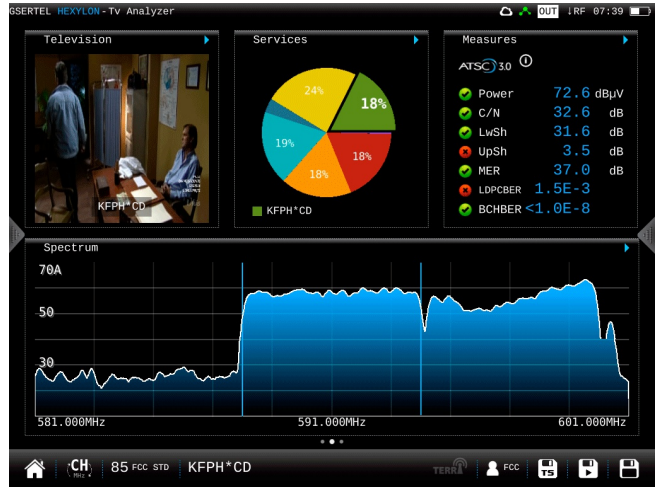 GSERTEL HEXYLON-Tv Analyzer
OUT ↓RF 07:39
Television
KFPH*CD
Services
24%
18%
19%
18%
18%
KFPH*CD
Measures
ATSC 3.0
Power 72.6 dBµV
C/N 32.6 dB
LwSh 31.6 dB
UpSh 3.5 dB
MER 37.0 dB
LDPCBER 1.5E-3
BCHBER <1.0E-8
Spectrum
70A
50
30
581.000MHz 591.000MHz 601.000MHz
CH MHz 85 FCC STD KFPH*CD TERR FCC TS